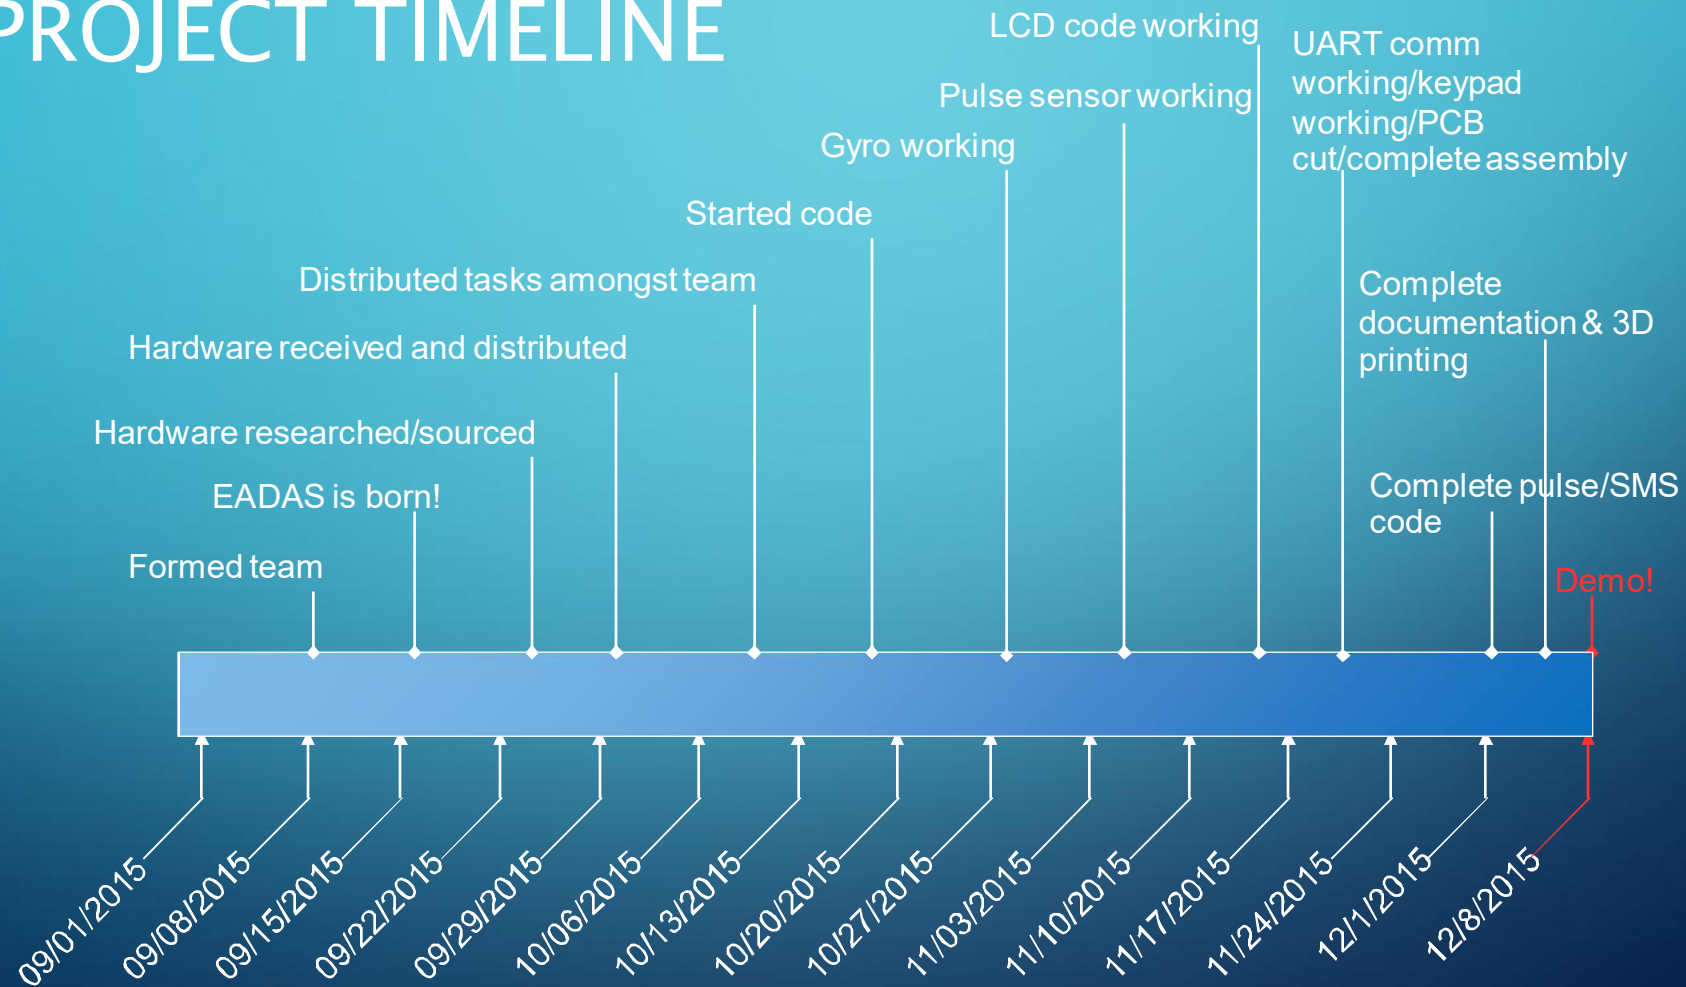 PROJECT TIMELINE
LCD code working
UART comm
working/keypad
working/PCB
cut/complete assembly
Pulse sensor working
Gyro working
Started code
Distributed tasks amongst team
Complete
documentation & 3D
printing
Hardware received and distributed
Hardware researched/sourced
EADAS is born!
Complete pulse/SMS
code
Formed team
Demo!
09/01/2015
09/08/2015
09/15/2015
09/22/2015
09/29/2015
10/06/2015
10/13/2015
10/20/2015
10/27/2015
11/03/2015
11/10/2015
11/17/2015
11/24/2015
12/1/2015
12/8/2015